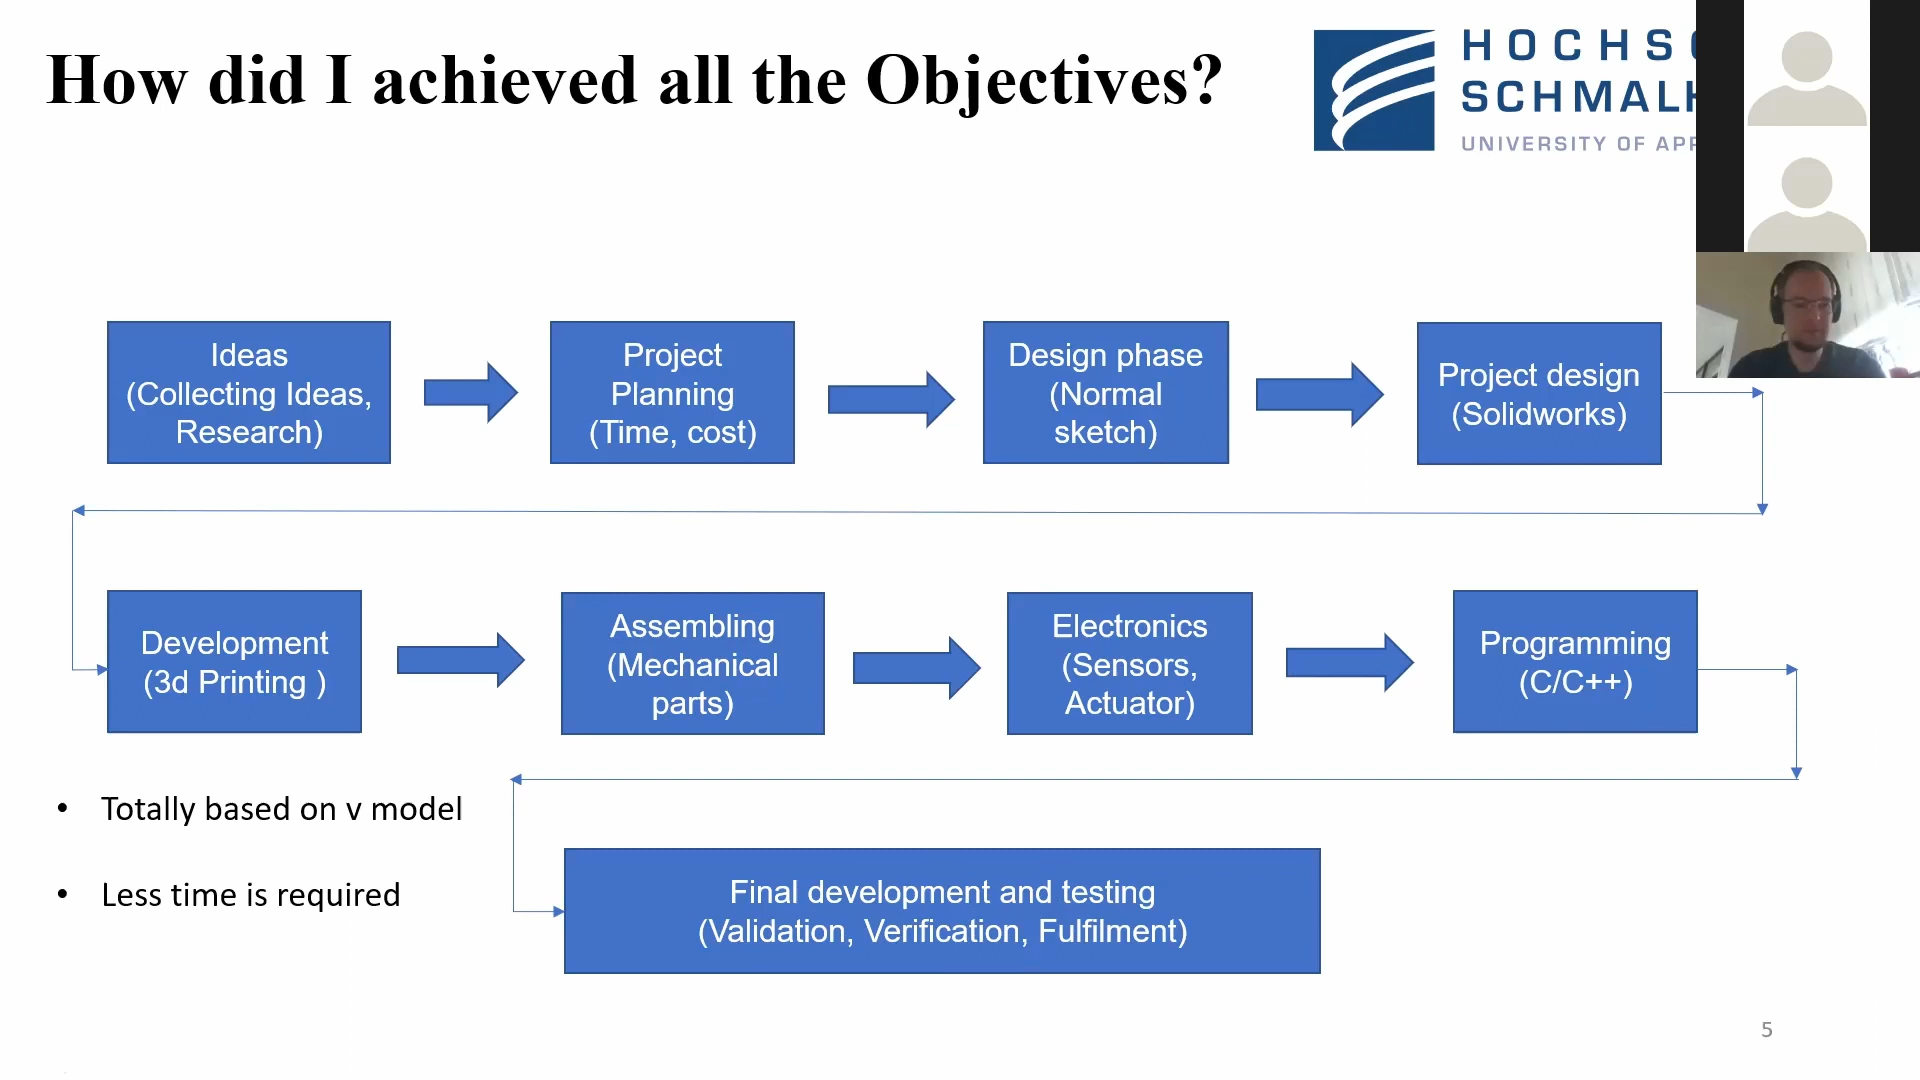 How did I achieved all the Objectives?
HOCHSC
SCHMALK
UNIVERSITY OF APP
Ideas
(Collecting Ideas,
Research)
Project
Planning
(Time, cost)
Design phase
(Normal
sketch)
Project design
(Solidworks)
Development
(3d Printing )
Assembling
(Mechanical
parts)
Electronics
(Sensors,
Actuator)
Programming
(C/C++)
• Totally based on v model
• Less time is required
Final development and testing
(Validation, Verification, Fulfilment)
5